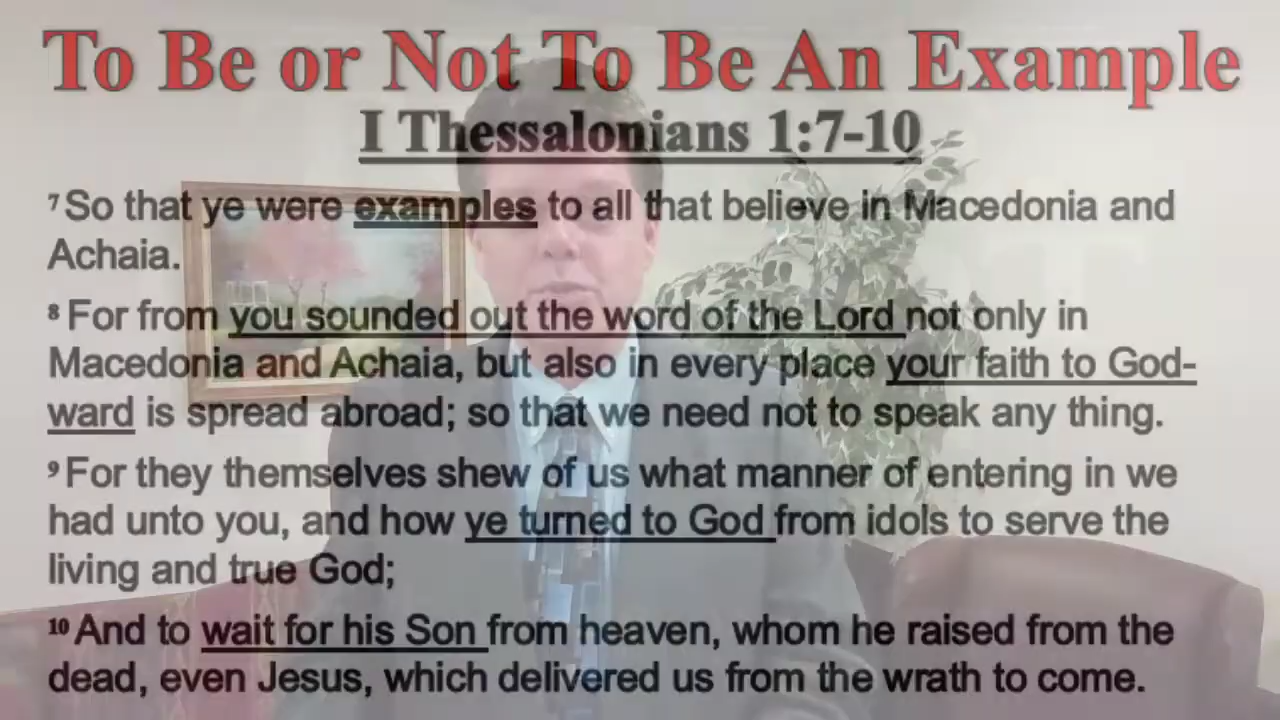 To Be or Not To Be An Example
I Thessalonians 1:7-10
7 So that ye were examples to all that believe in Macedonia and
Achaia.
8 For from you sounded out the word of the Lord not only in
Macedonia and Achaia, but also in every place your faith to God-
ward is spread abroad; so that we need not to speak any thing.
9 For they themselves shew of us what manner of entering in we
had unto you, and how ye turned to God from idols to serve the
living and true God;
10 And to wait for his Son from heaven, whom he raised from the
dead, even Jesus, which delivered us from the wrath to come.